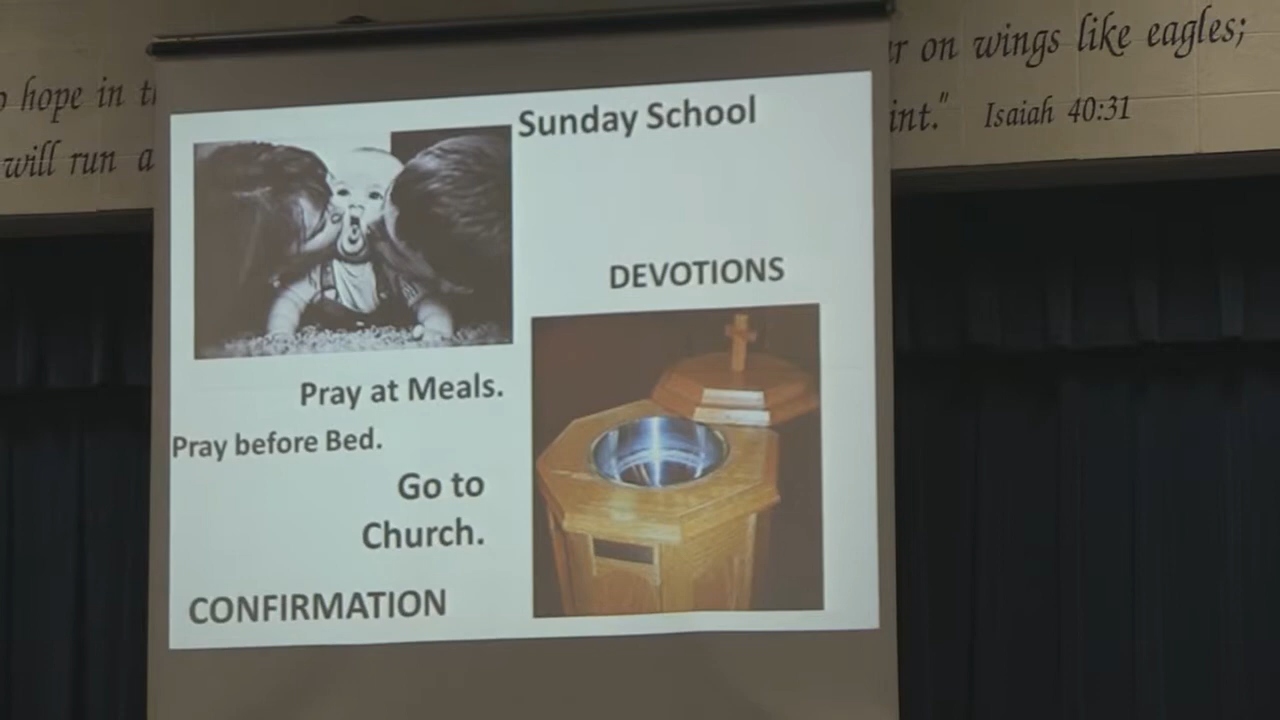 hope in
will run
on wings like eagles;
Isaiah 40:31
Sunday School
DEVOTIONS
Pray at Meals.
Pray before Bed.
Go to
Church.
CONFIRMATION